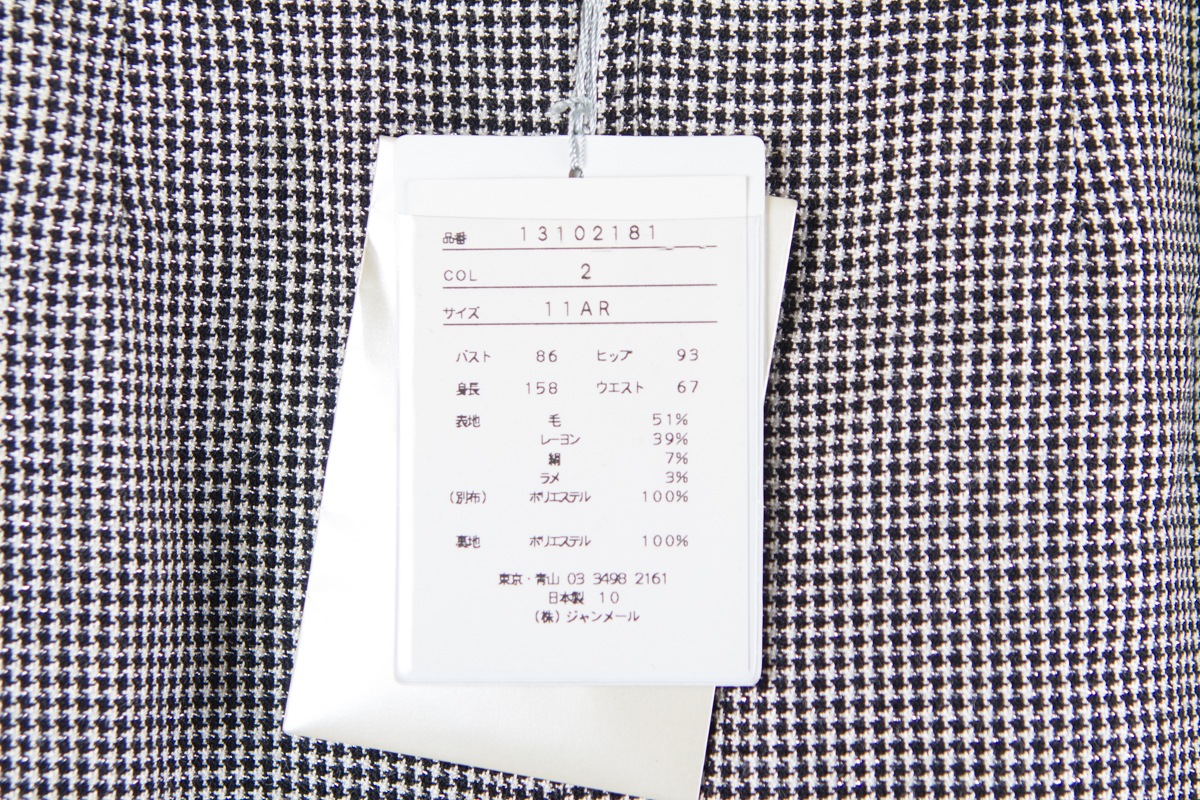 品番 13102181
COL 2
サイズ 11AR
バスト 86 ヒップ 93
身長 158 ウエスト 67
表地 毛 51%
レーヨン 39%
絹 7%
ラメ 3%
(別布) ポリエステル 100%
裏地 ポリエステル 100%
東京・青山 03 3498 2161
日本製 10
(株)ジャンメール